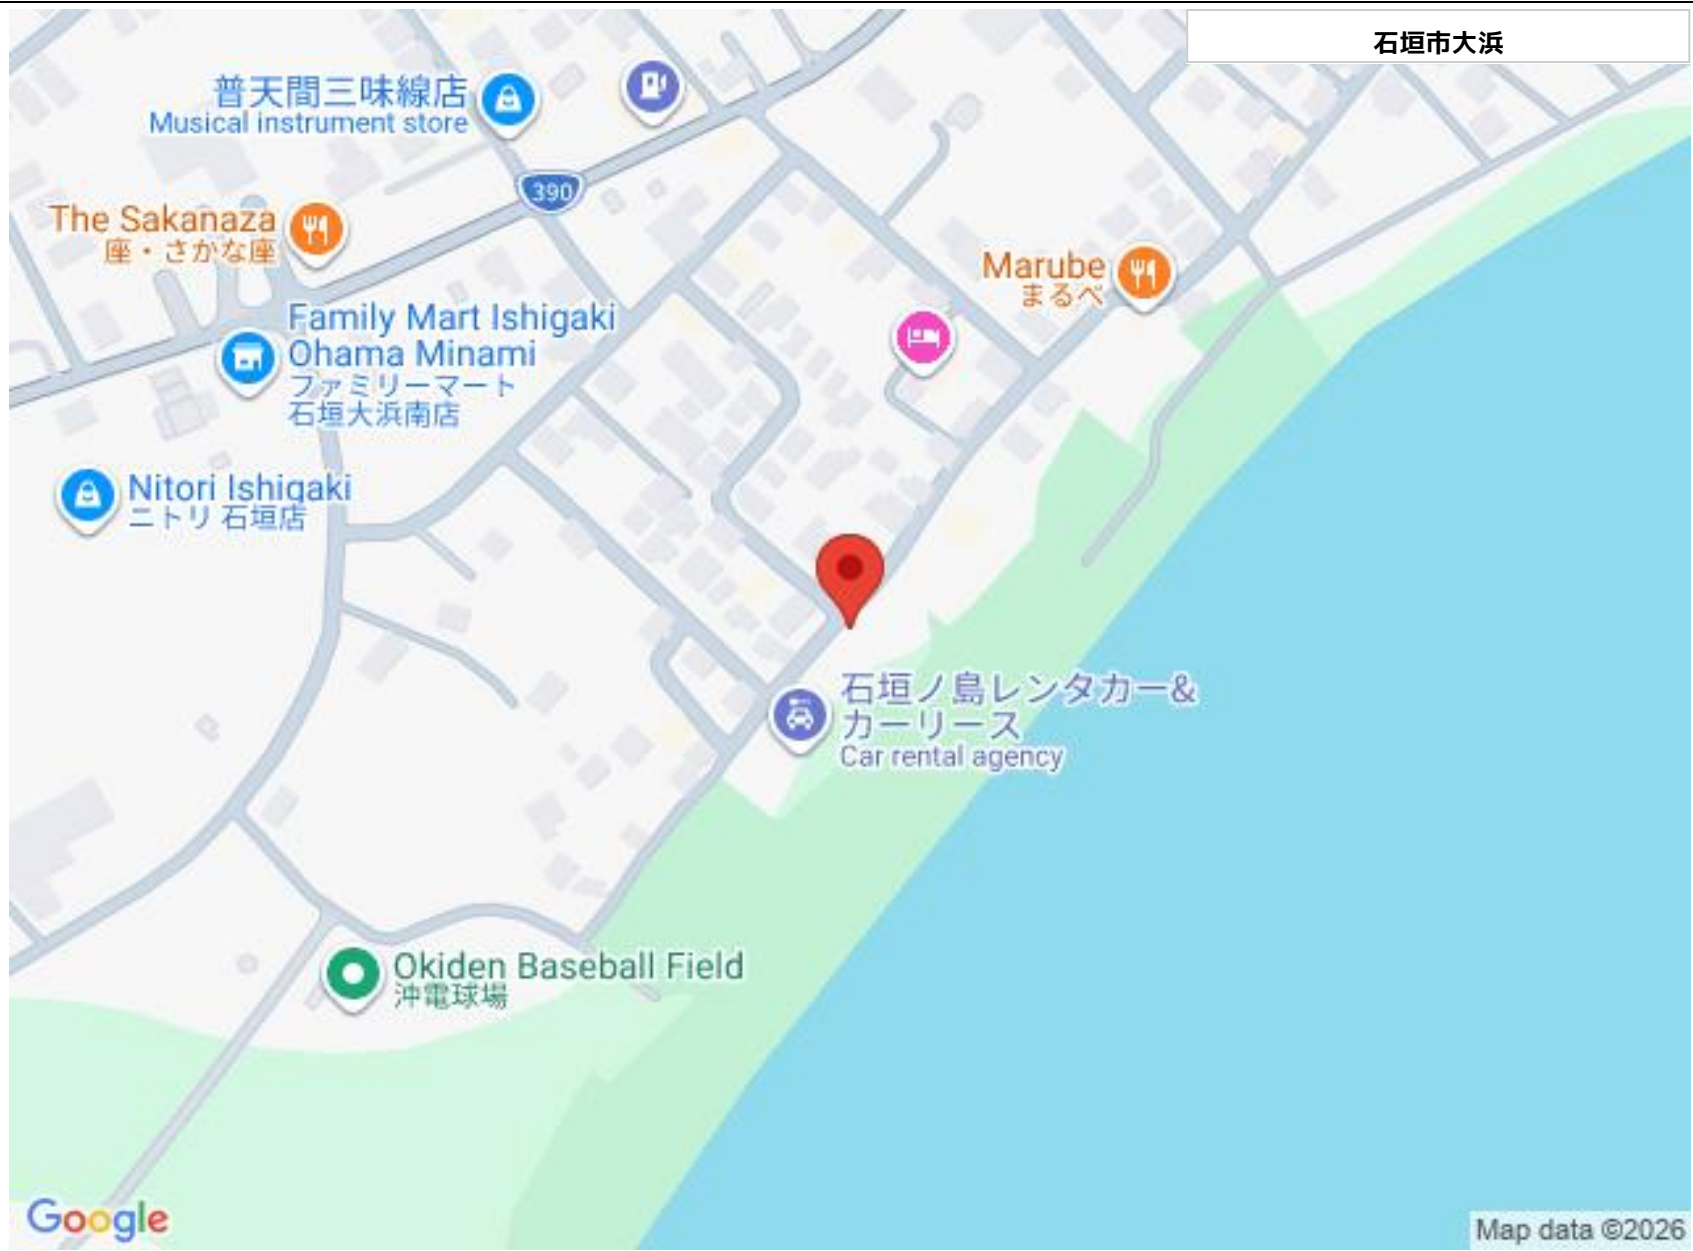 石垣市大浜
普天間三味線店
Musical instrument store
390
The Sakanaza
座・さかな座
Marube
まるべ
Family Mart Ishigaki
Ohama Minami
ファミリーマート
石垣大浜南店
Nitori Ishigaki
ニトリ 石垣店
石垣ノ島レンタカー&
カーリース
Car rental agency
Okiden Baseball Field
沖電球場
Google
Map data ©2026